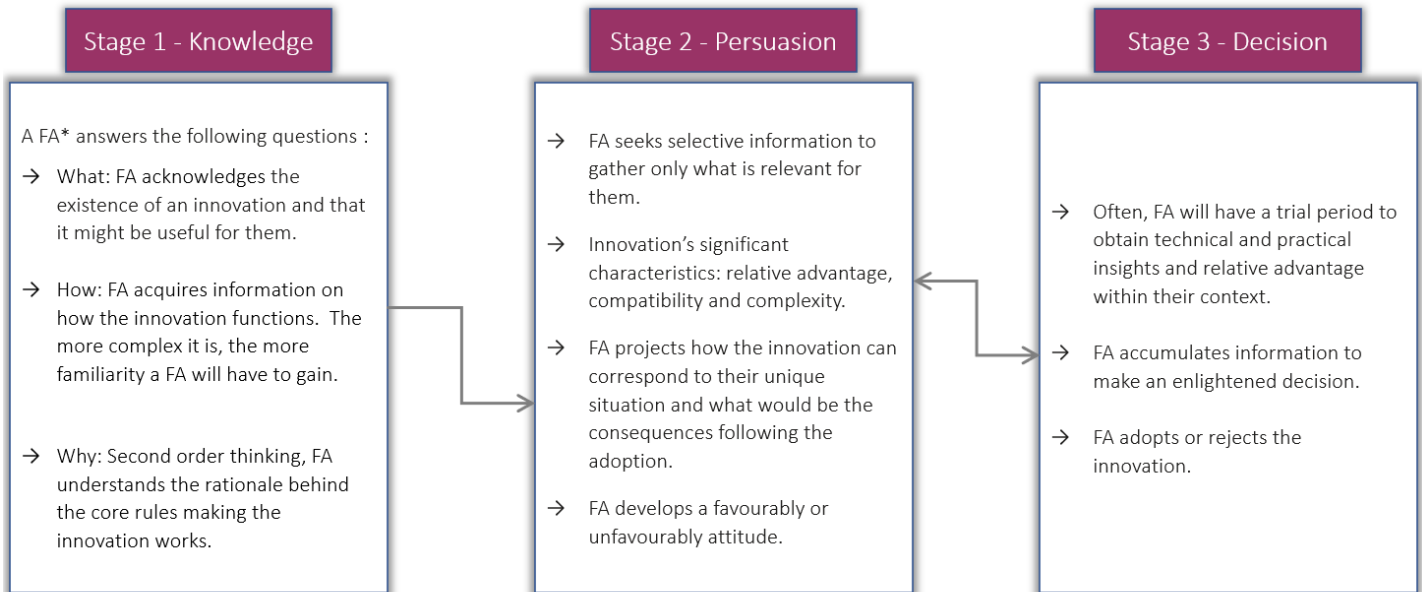 Stage 1 - Knowledge
A FA* answers the following questions :
→ What: FA acknowledges the
existence of an innovation and that
it might be useful for them.
→ How: FA acquires information on
how the innovation functions.  The
more complex it is, the more
familiarity a FA will have to gain.
→ Why: Second order thinking, FA
understands the rationale behind
the core rules making the
innovation works.
Stage 2 - Persuasion
→ FA seeks selective information to
gather only what is relevant for
them.
→ Innovation’s significant
characteristics: relative advantage,
compatibility and complexity.
→ FA projects how the innovation can
correspond to their unique
situation and what would be the
consequences following the
adoption.
→ FA develops a favourably or
unfavourably attitude.
Stage 3 - Decision
→ Often, FA will have a trial period to
obtain technical and practical
insights and relative advantage
within their context.
→ FA accumulates information to
make an enlightened decision.
→ FA adopts or rejects the
innovation.